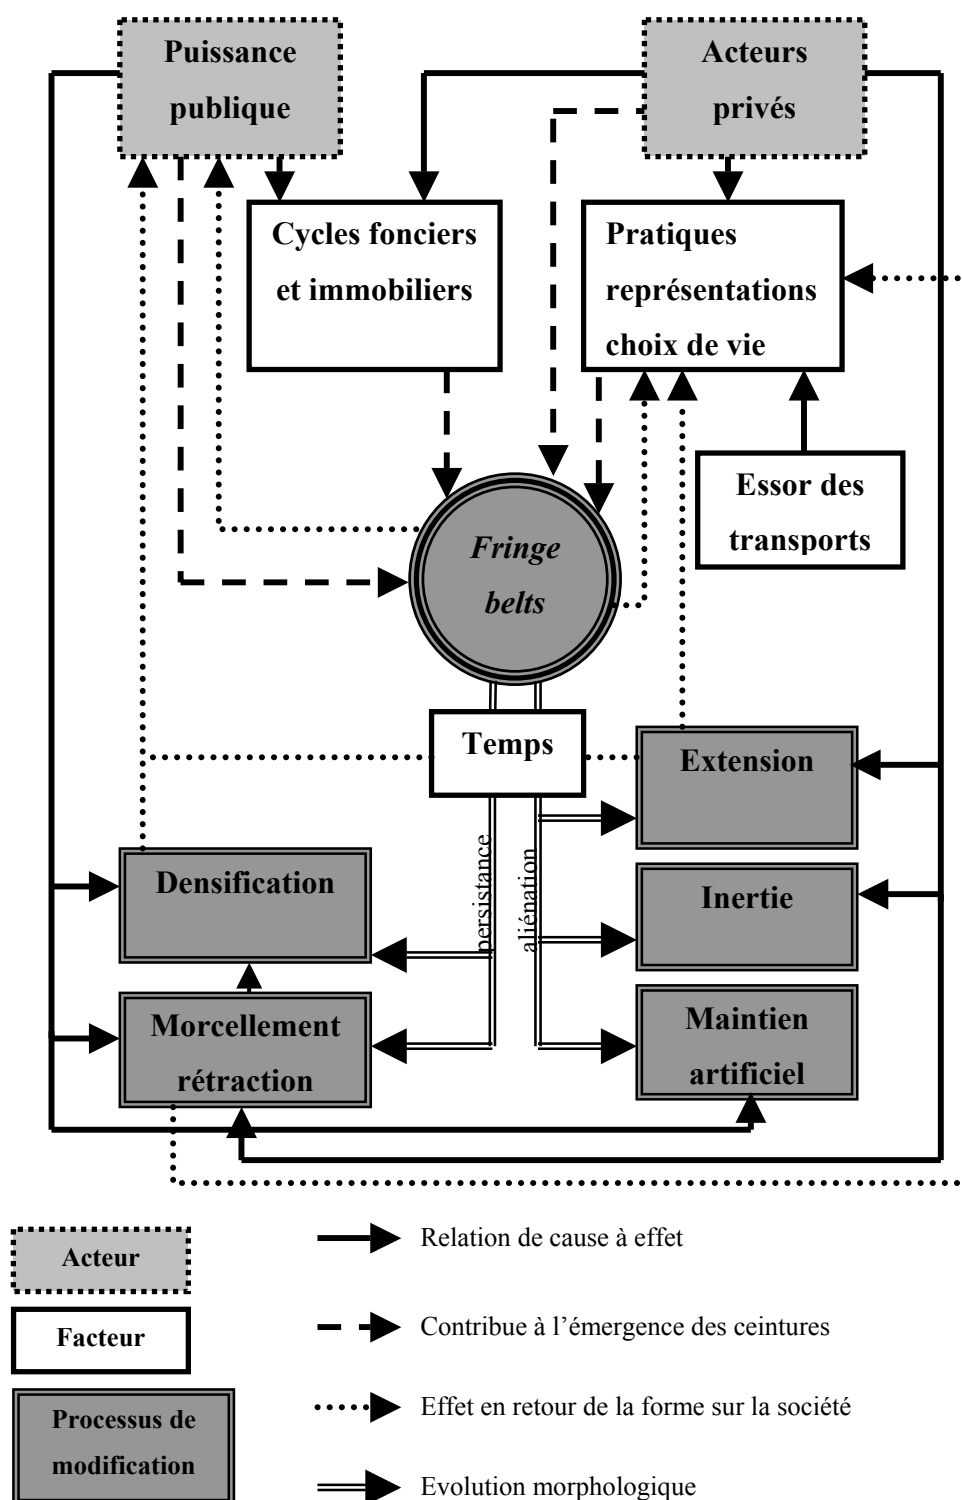 Puissance
publique
Acteurs
privés
Cycles fonciers
et immobiliers
Pratiques
représentations
choix de vie
Essor des
transports
Fringe
belts
Temps
persistance
aliénation
Extension
Densification
Inertie
Morcellement
rétraction
Maintien
artificiel
Acteur
Relation de cause à effet
Facteur
Contribue à l’émergence des ceintures
Processus de
modification
Effet en retour de la forme sur la société
Evolution morphologique